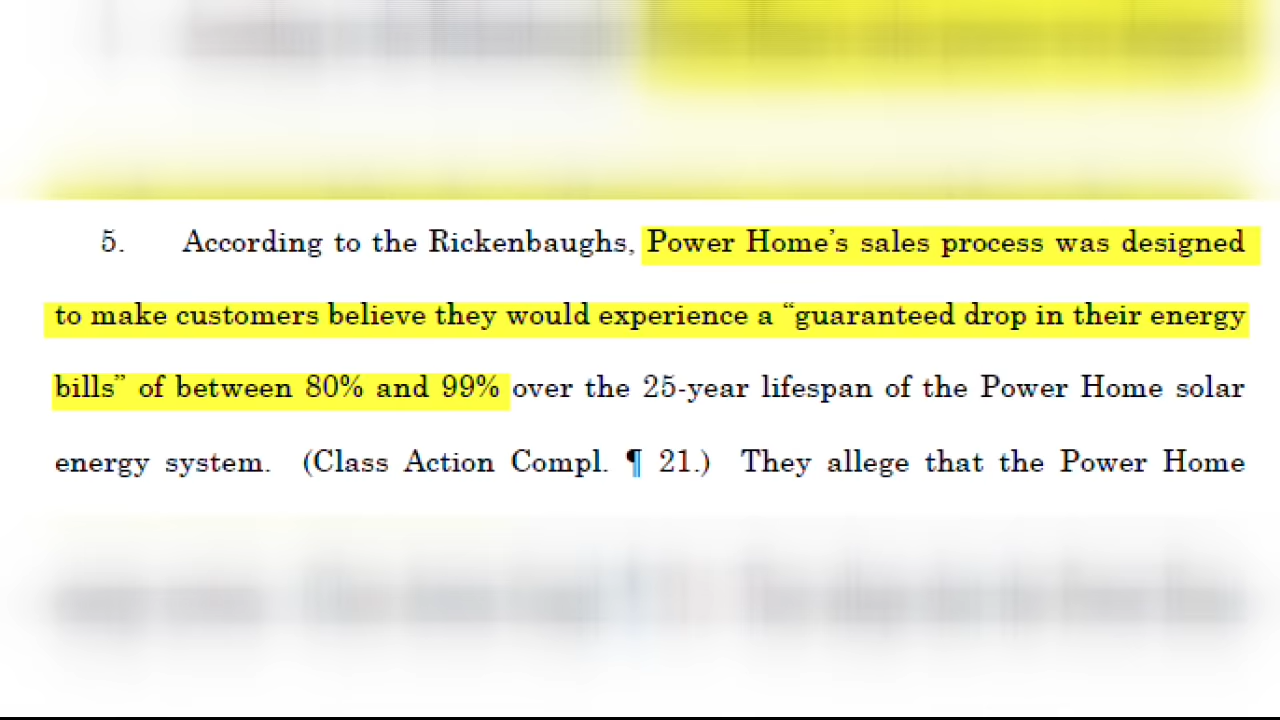 5. According to the Rickenbaughs, Power Home’s sales process was designed
to make customers believe they would experience a “guaranteed drop in their energy
bills” of between 80% and 99% over the 25-year lifespan of the Power Home solar
energy system. (Class Action Compl. ¶ 21.) They allege that the Power Home